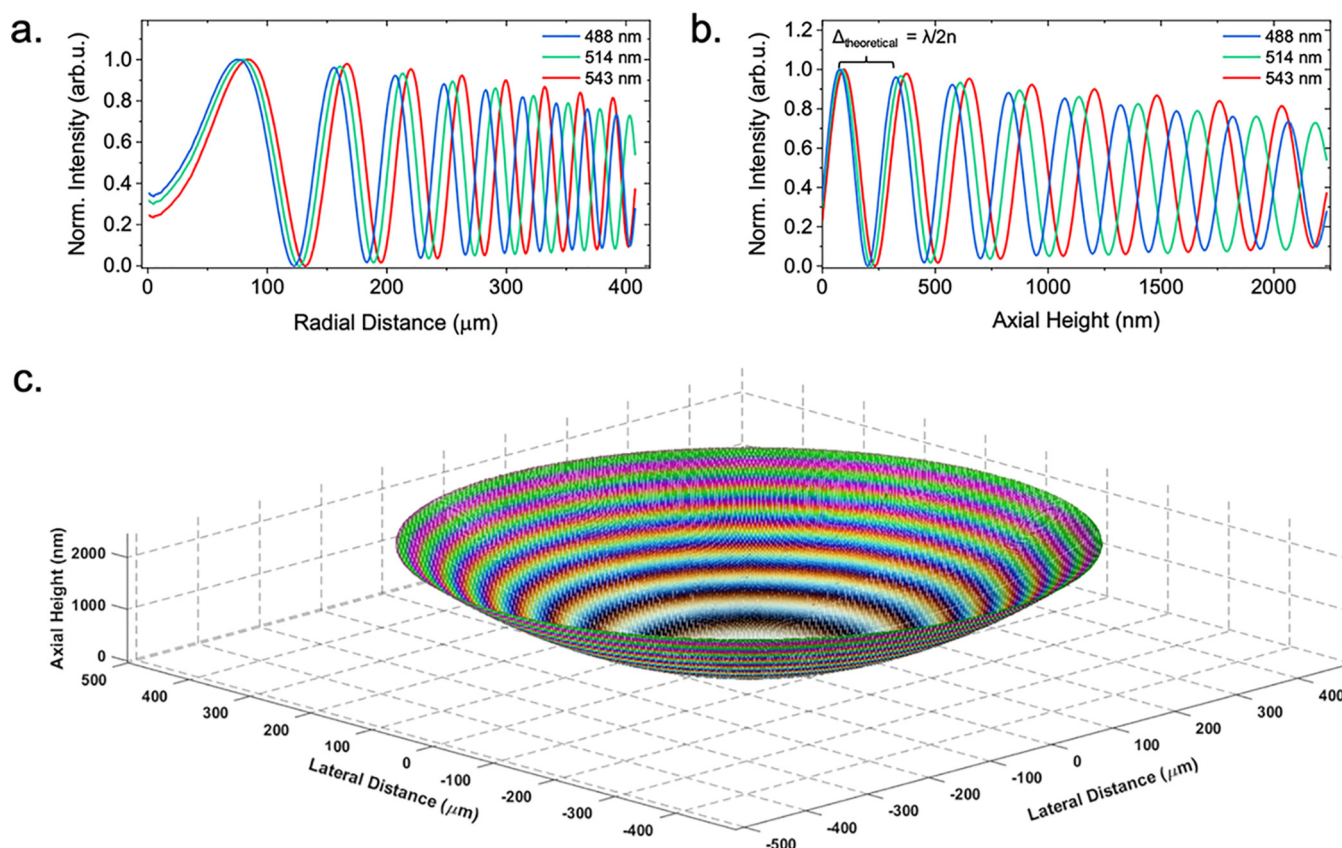 a.
Norm. Intensity (arb.u.)
1.0
0.8
0.6
0.4
0.2
0.0
0
100
200
300
400
Radial Distance (μm)
488 nm
514 nm
543 nm
b.
Norm. Intensity (arb.u.)
1.2
1.0
0.8
0.6
0.4
0.2
0.0
0
500
1000
1500
2000
Axial Height (nm)
Δtheoretical = λ/2n
488 nm
514 nm
543 nm
c.
Axial Height (nm)
2000
1000
0
500
400
300
200
100
0
-100
-200
-300
-400
Lateral Distance (μm)
-500
-400
-300
-200
-100
0
100
200
300
400
Lateral Distance (μm)